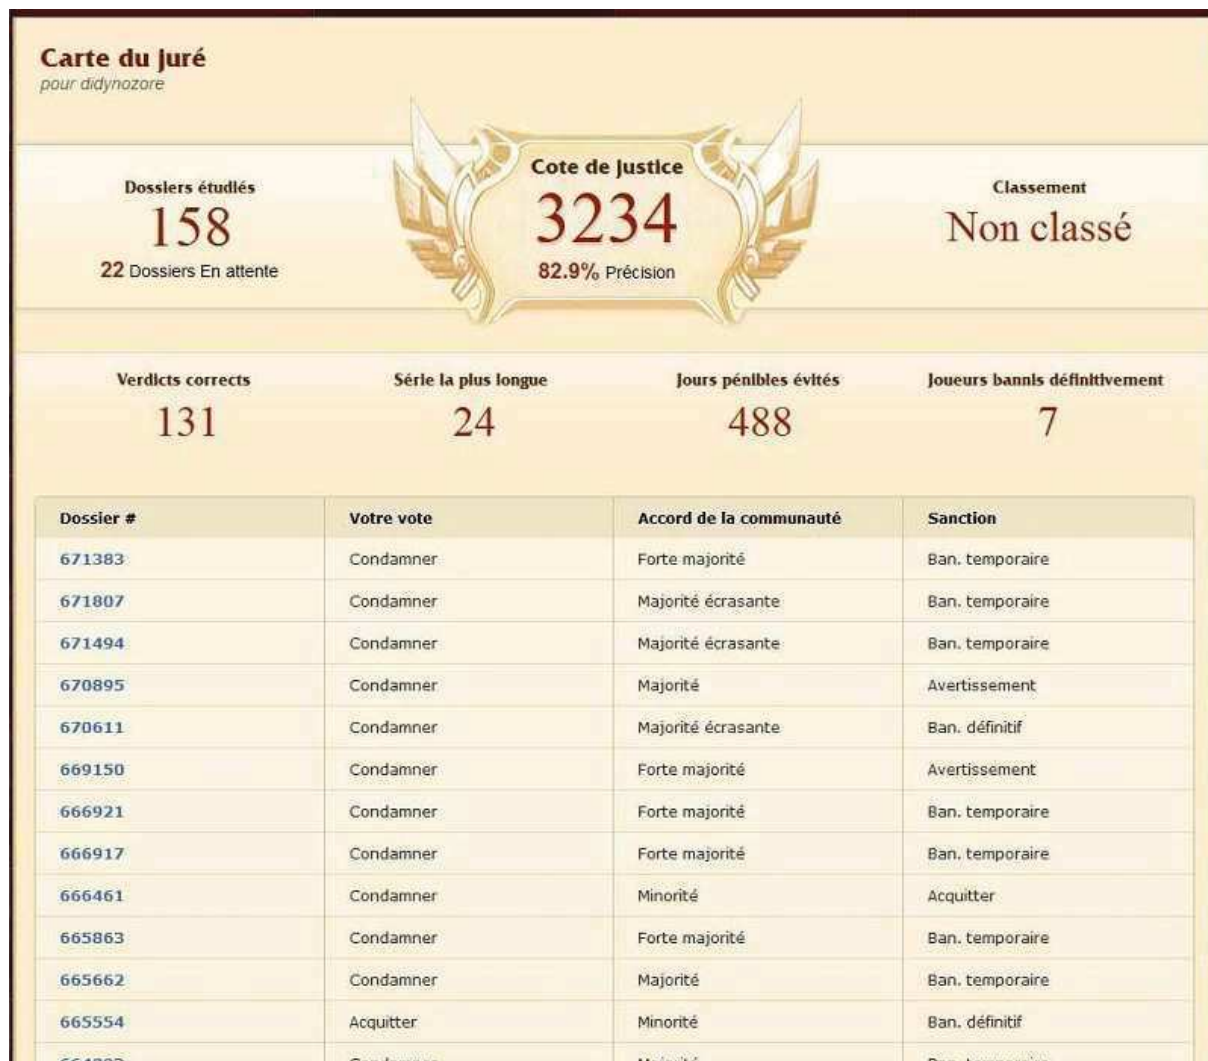 Carte du juré
pour didynozore
Cote de justice
Dossiers étudiés
3234
Classement
158
Non classé
22 Dossiers En attente
82.9% Précision
Verdicts corrects
Série la plus longue
Jours pénibles évités
Joueurs bannis définitivement
131
24
488
7
Dossier # Votre vote Accord de la communauté Sanction
671383 Condamner Forte majorité Ban. temporaire
671807 Condamner Majorité écrasante Ban. temporaire
671494 Condamner Majorité écrasante Ban. temporaire
670895 Condamner Majorité Avertissement
670611 Condamner Majorité écrasante Ban. définitif
669150 Condamner Forte majorité Avertissement
666921 Condamner Forte majorité Ban. temporaire
666917 Condamner Forte majorité Ban. temporaire
666461 Condamner Minorité Acquitter
665863 Condamner Forte majorité Ban. temporaire
665662 Condamner Majorité Ban. temporaire
665554 Acquitter Minorité Ban. définitif